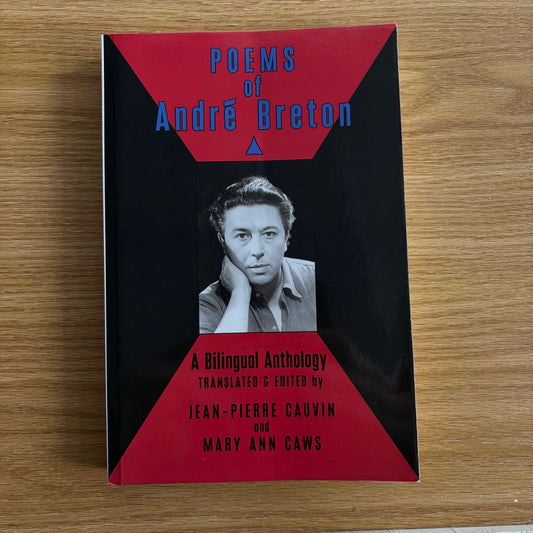 POEMS
of
André Breton
A Bilingual Anthology
TRANSLATED & EDITED by
JEAN-PIERRE CAUVIN
and
MARY ANN CAWS